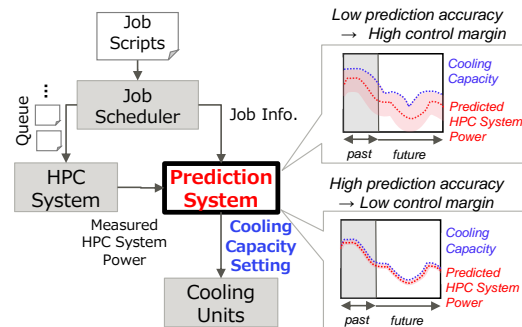 Job
Scripts
Job
Scheduler
Queue
...
Job Info.
HPC
System
Prediction
System
Measured
HPC System
Power
Cooling
Capacity
Setting
Cooling
Units
Low prediction accuracy
→ High control margin
Cooling
Capacity
Predicted
HPC System
Power
past future
High prediction accuracy
→ Low control margin
Cooling
Capacity
Predicted
HPC System
Power
past future